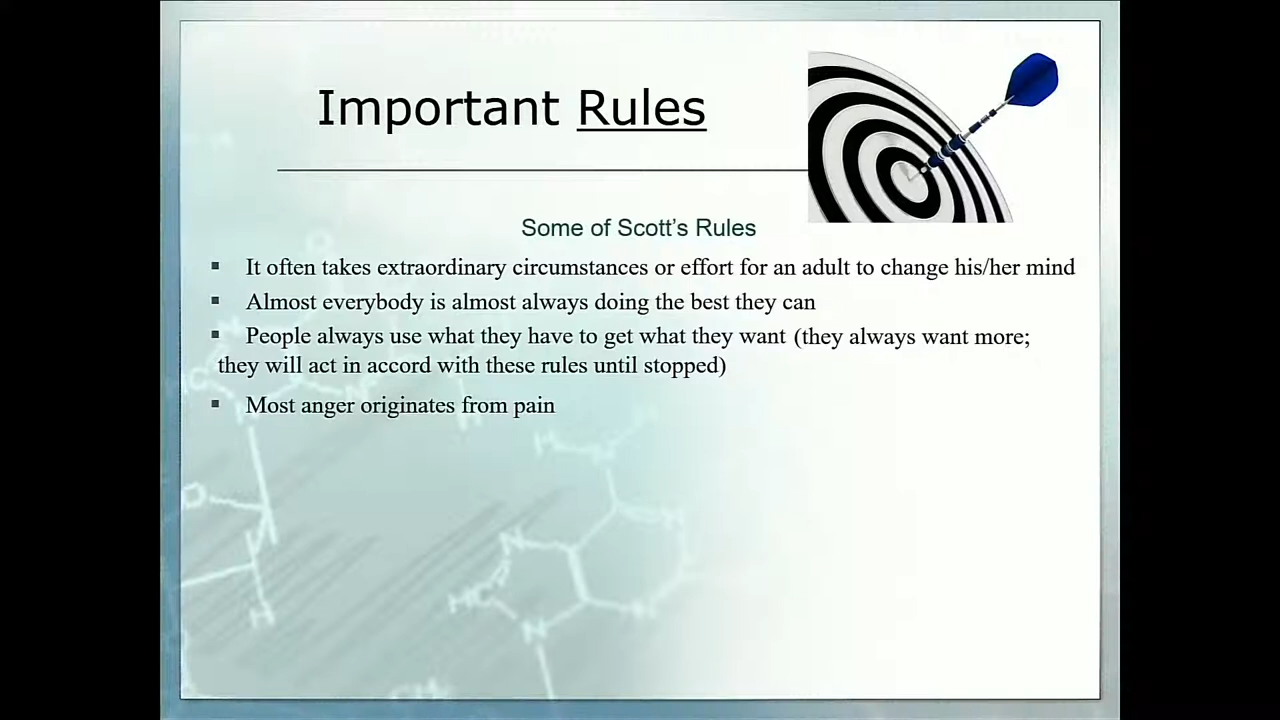 Important Rules
Some of Scott's Rules
▪ It often takes extraordinary circumstances or effort for an adult to change his/her mind
▪ Almost everybody is almost always doing the best they can
▪ People always use what they have to get what they want (they always want more;
they will act in accord with these rules until stopped)
▪ Most anger originates from pain